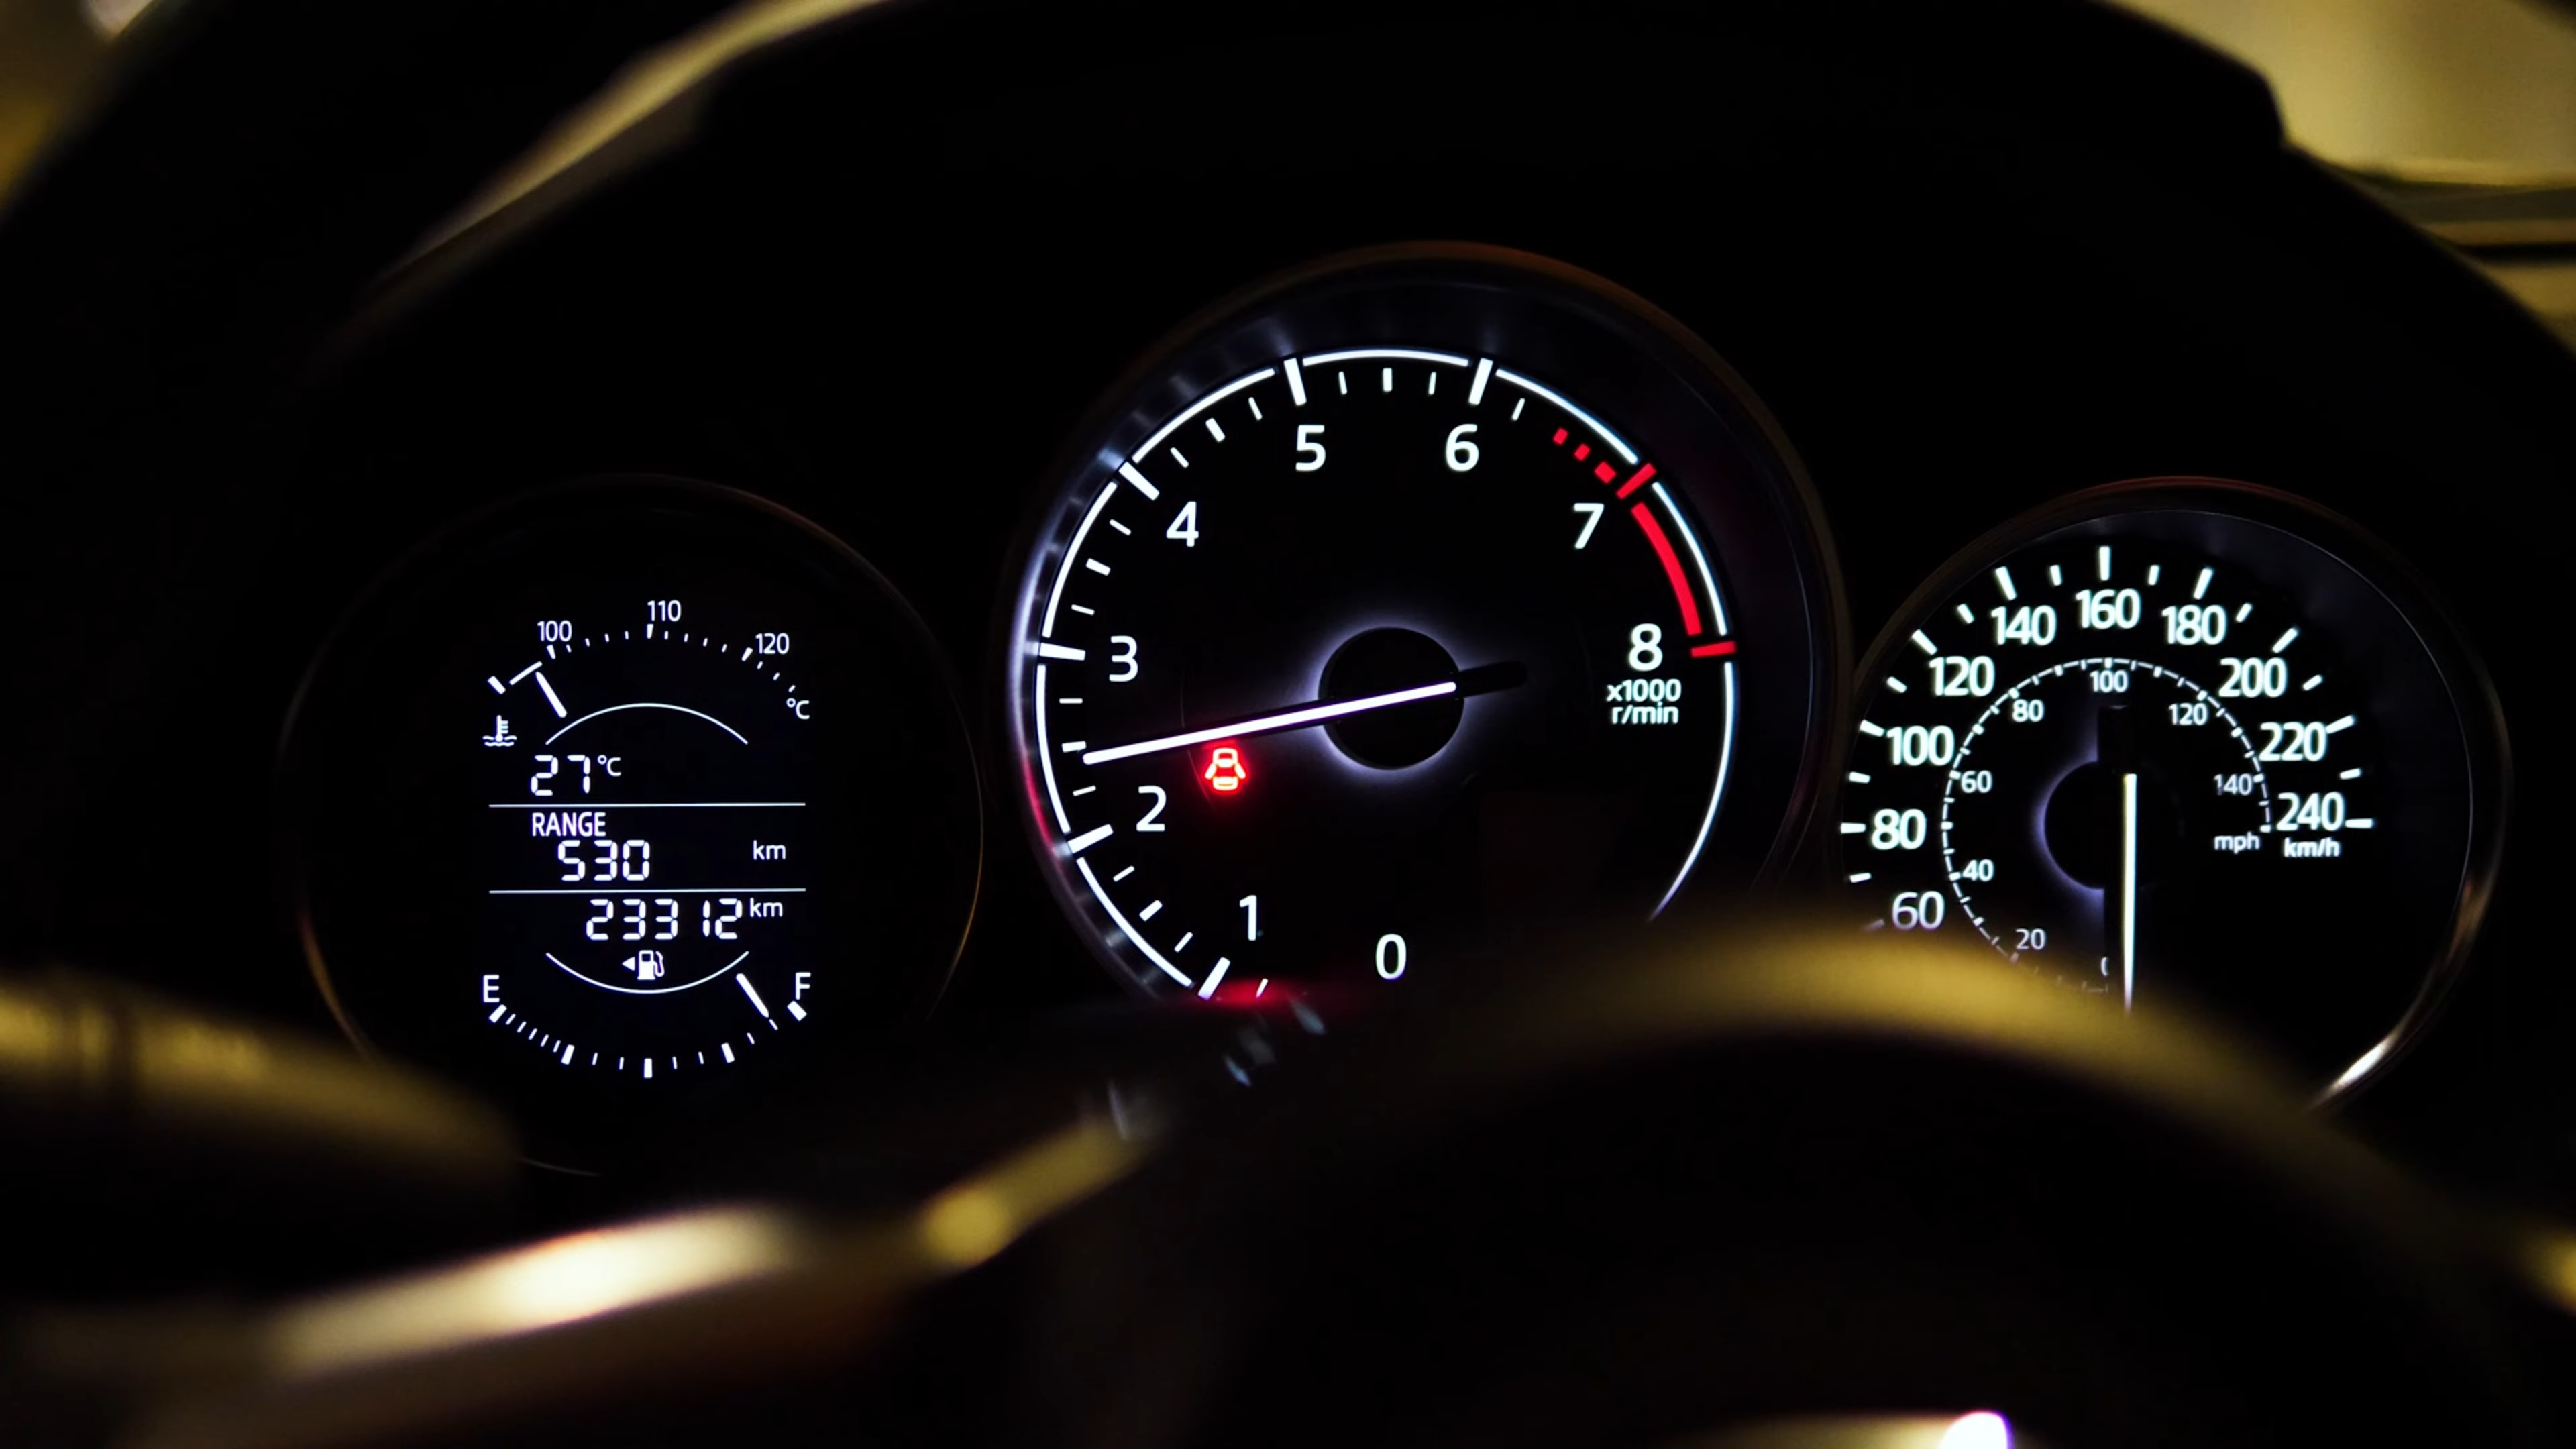 100 110 120
°C
27°C
RANGE
530 km
23312 km
E F
0 1 2 3 4 5 6 7 8
x1000
r/min
60 80 100 120 140 160 180 200 220 240
km/h
20 40 60 80 100 120 140
mph